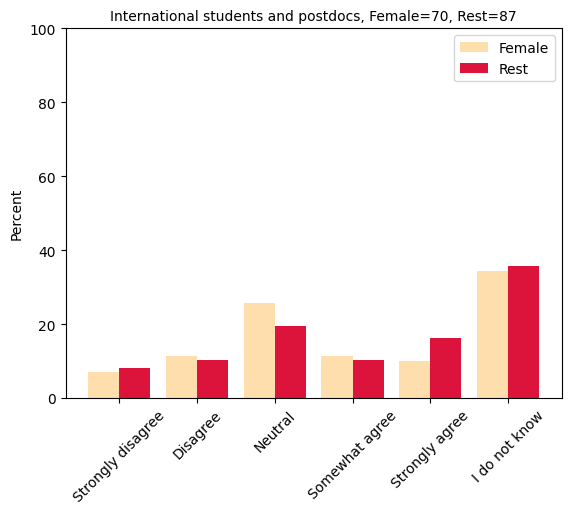 International students and postdocs, Female=70, Rest=87
Female
Rest
Percent
100
80
60
40
20
0
Strongly disagree
Disagree
Neutral
Somewhat agree
Strongly agree
I do not know